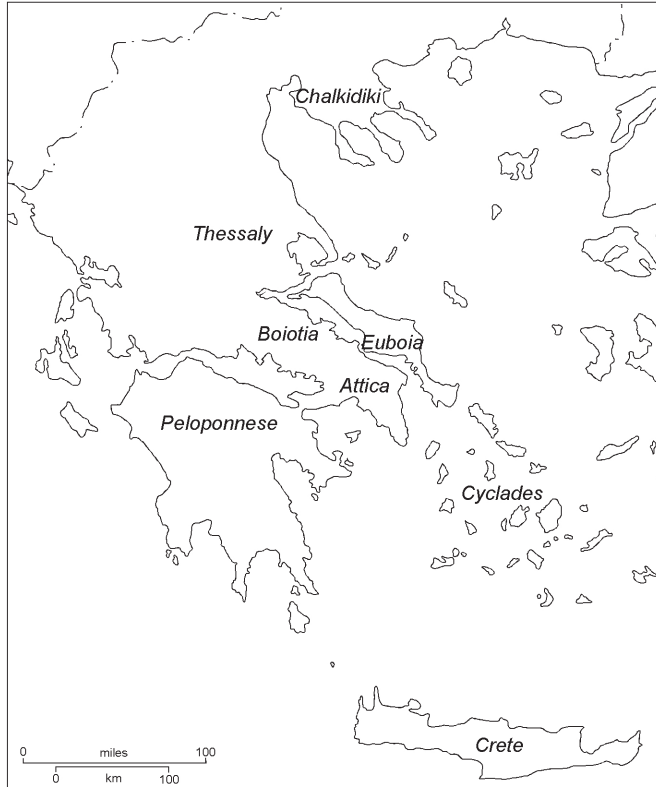 Chalkidiki
Thessaly
Boiotia
Euboia
Attica
Peloponnese
Cyclades
Crete
0 miles 100
0 km 100